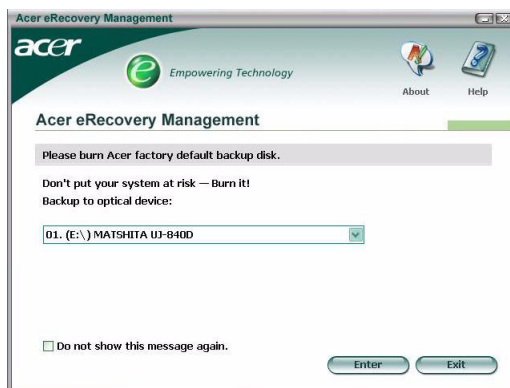 Acer eRecovery Management
acer
e
Empowering Technology
About
Help
Acer eRecovery Management
Please burn Acer factory default backup disk.
Don't put your system at risk — Burn it!
Backup to optical device:
01. (E:\) MATSHITA UJ-840D
Do not show this message again.
Enter
Exit